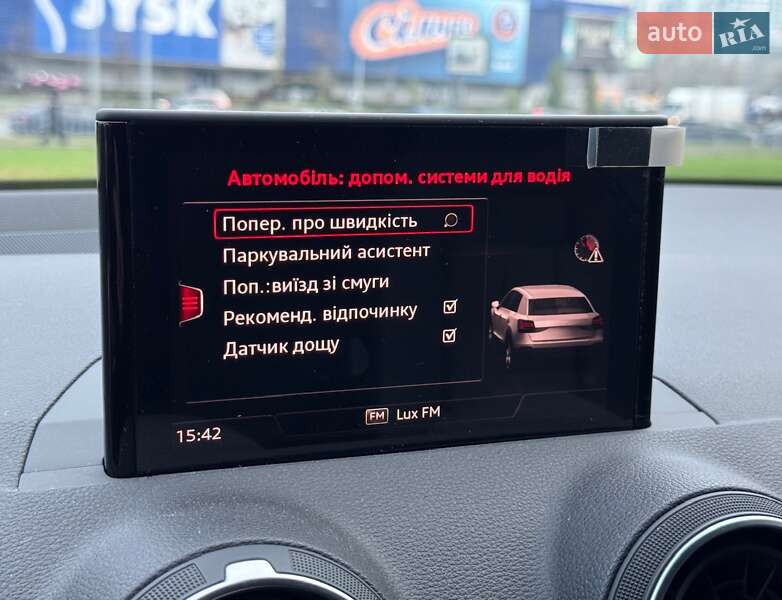 JYSK
Сільпо
auto RIA
.com
Автомобіль: допом. системи для водія
Попер. про швидкість
Паркувальний асистент
Поп.:виїзд зі смуги
Рекоменд. відпочинку
Датчик дощу
FM Lux FM
15:42